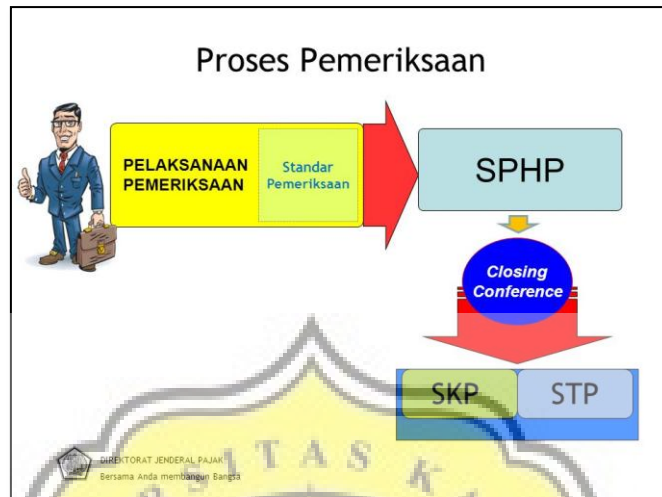 Proses Pemeriksaan
PELAKSANAAN
PEMERIKSAAN
Standar
Pemeriksaan
SPHP
Closing
Conference
SKP
STP
DIREKTORAT JENDERAL PAJAK
Bersama Anda membangun Bangsa
S I T A S K